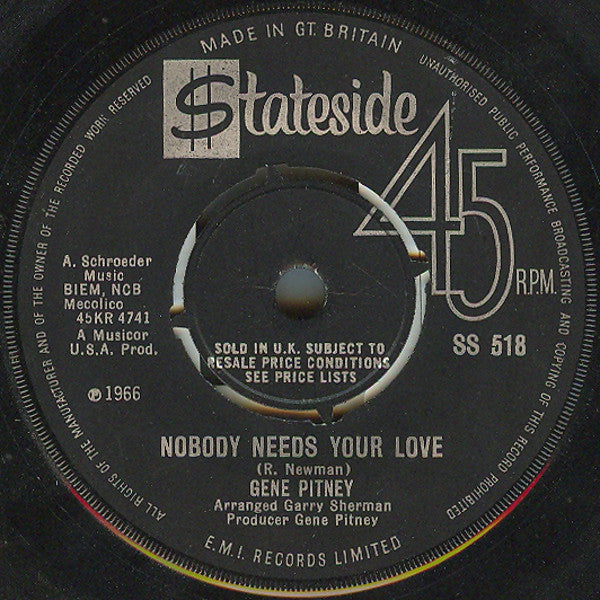 MADE IN GT. BRITAIN
UNAUTHORISED PUBLIC PERFORMANCE BROADCASTING AND COPYING OF THIS RECORD PROHIBITED
ALL RIGHTS OF THE MANUFACTURER AND OF THE OWNER OF THE RECORDED WORK RESERVED
$tateside
45
R.P.M.
A. Schroeder
Music
BIEM, NCB
Mecolico
45KR 4741
A Musicor
U.S.A. Prod.
℗ 1966
SS 518
SOLD IN U.K. SUBJECT TO
RESALE PRICE CONDITIONS
SEE PRICE LISTS
NOBODY NEEDS YOUR LOVE
(R. Newman)
GENE PITNEY
Arranged Garry Sherman
Producer Gene Pitney
E.M.I. RECORDS LIMITED